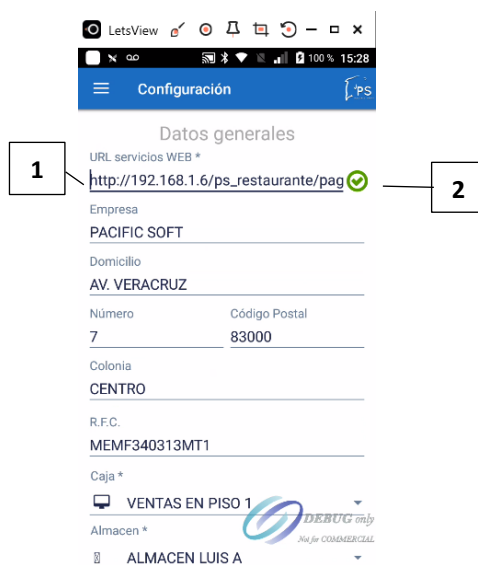 LetsView
100 % 15:28
Configuración
PS
Datos generales
URL servicios WEB *
1
http://192.168.1.6/ps_restaurante/pag
2
Empresa
PACIFIC SOFT
Domicilio
AV. VERACRUZ
Número Código Postal
7 83000
Colonia
CENTRO
R.F.C.
MEMF340313MT1
Caja *
VENTAS EN PISO 1
DEBUG only
Almacen *
Not for COMMERCIAL
ALMACEN LUIS A